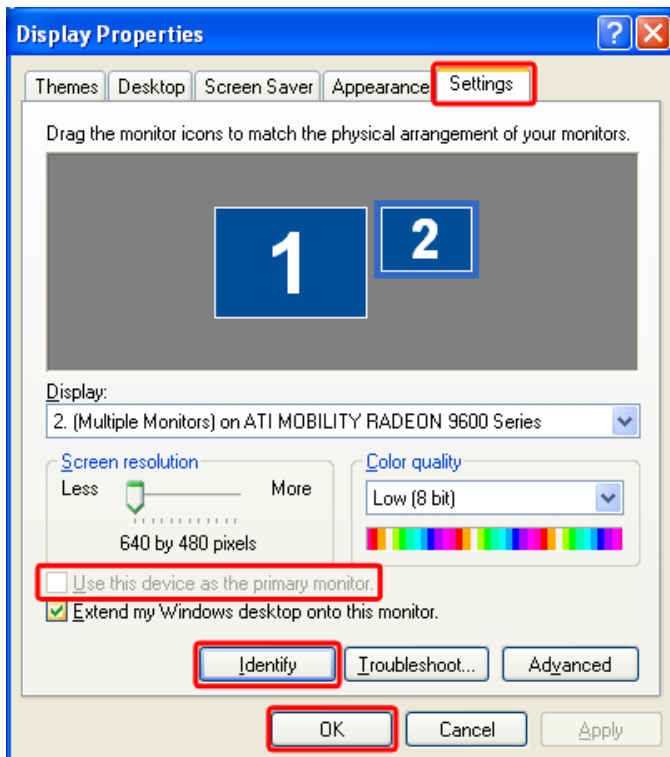 Display Properties
Themes Desktop Screen Saver Appearance Settings
Drag the monitor icons to match the physical arrangement of your monitors.
1 2
Display:
2. (Multiple Monitors) on ATI MOBILITY RADEON 9600 Series
Screen resolution Color quality
Less More Low (8 bit)
640 by 480 pixels
Use this device as the primary monitor.
Extend my Windows desktop onto this monitor.
Identify Troubleshoot... Advanced
OK Cancel Apply